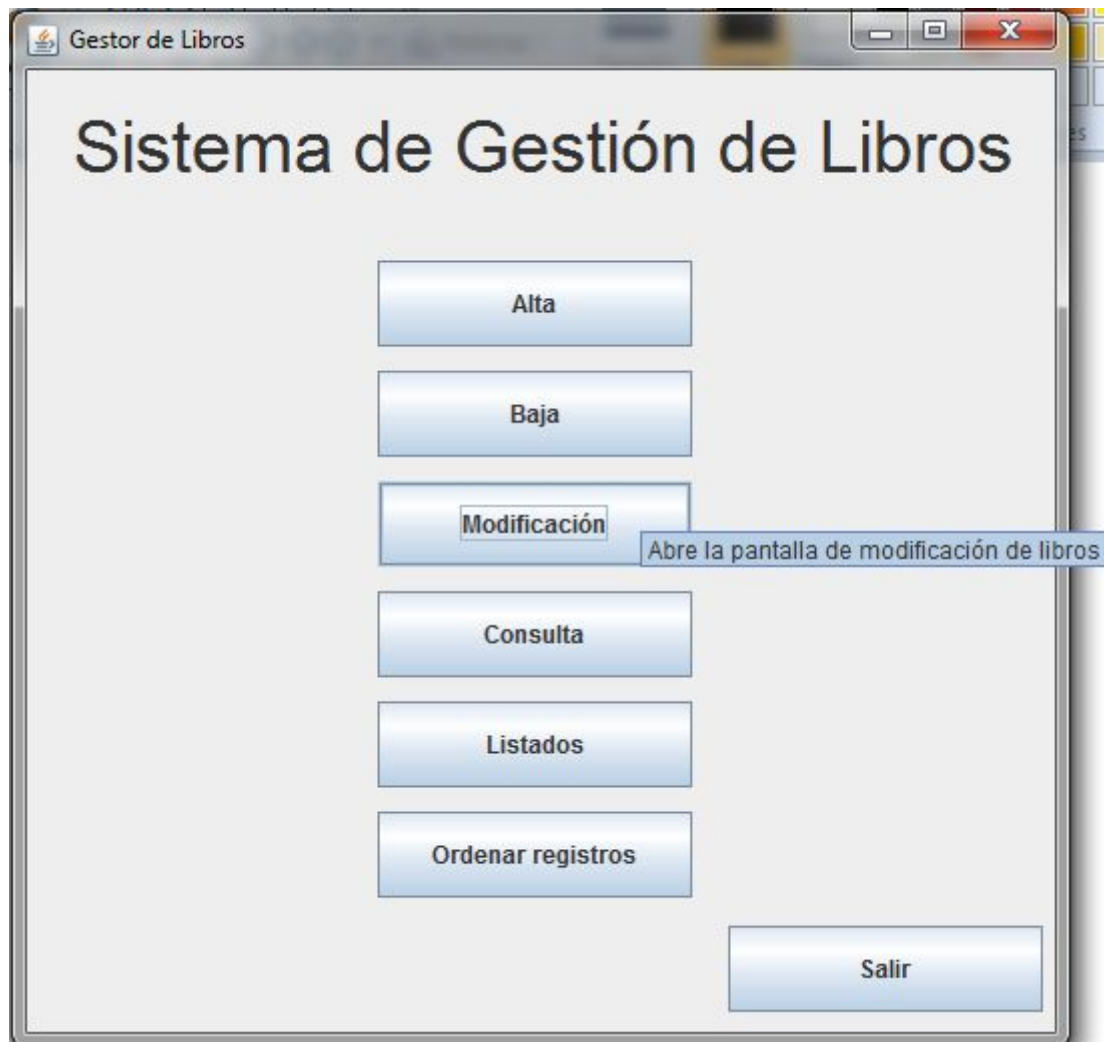 Gestor de Libros
Sistema de Gestión de Libros
Alta
Baja
Modificación
Abre la pantalla de modificación de libros
Consulta
Listados
Ordenar registros
Salir